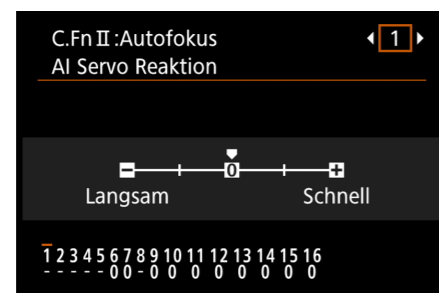 C.Fn II :Autofokus 1
AI Servo Reaktion
0
Langsam Schnell
1 2 3 4 5 6 7 8 9 10 11 12 13 14 15 16
- - - - - 0 0 - 0 0 0 0 0 0 0 0